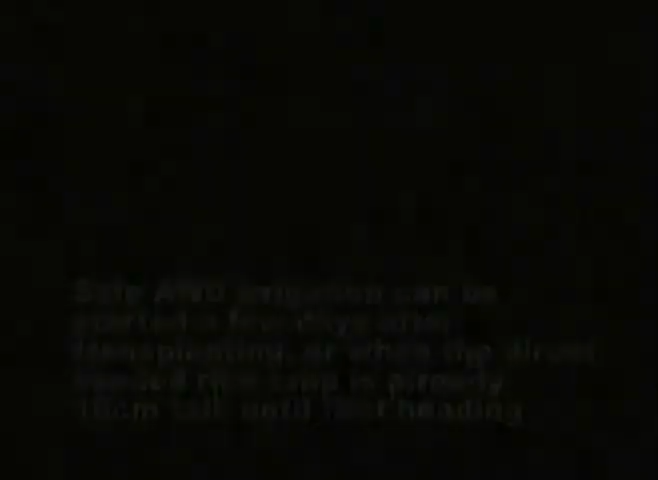 Safe AWD irrigation can be
started a few days after
transplanting, or when the direct
seeded rice crop is already
10cm tall, until first heading